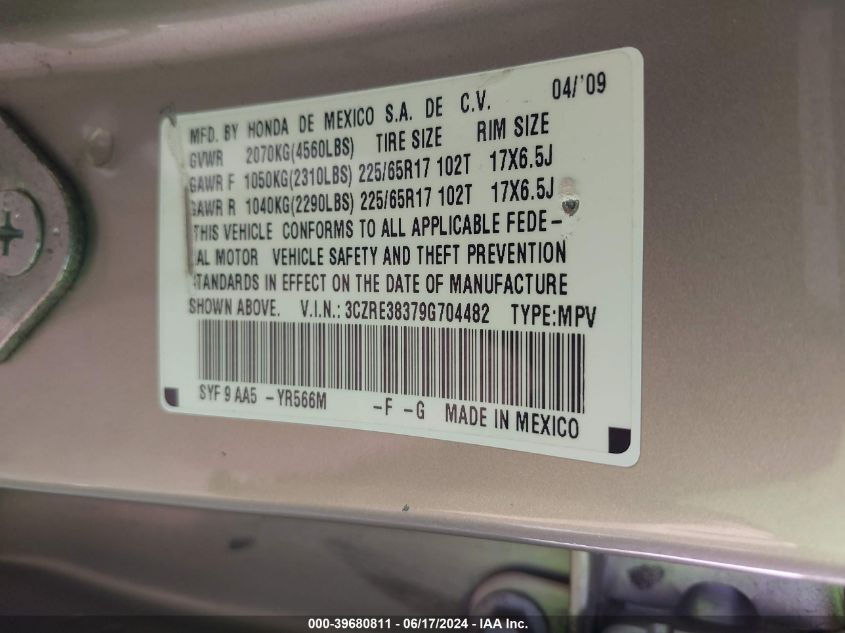 04/'09
MFD. BY HONDA DE MEXICO S.A. DE C.V.
GVWR 2070KG(4560LBS) TIRE SIZE RIM SIZE
GAWR F 1050KG(2310LBS) 225/65R17 102T 17X6.5J
GAWR R 1040KG(2290LBS) 225/65R17 102T 17X6.5J
THIS VEHICLE CONFORMS TO ALL APPLICABLE FEDE-
AL MOTOR VEHICLE SAFETY AND THEFT PREVENTION
STANDARDS IN EFFECT ON THE DATE OF MANUFACTURE
SHOWN ABOVE. V.I.N.: 3CZRE38379G704482 TYPE:MPV
SYF 9 AA5 -YR566M -F -G MADE IN MEXICO
000-39680811 - 06/17/2024 - IAA Inc.